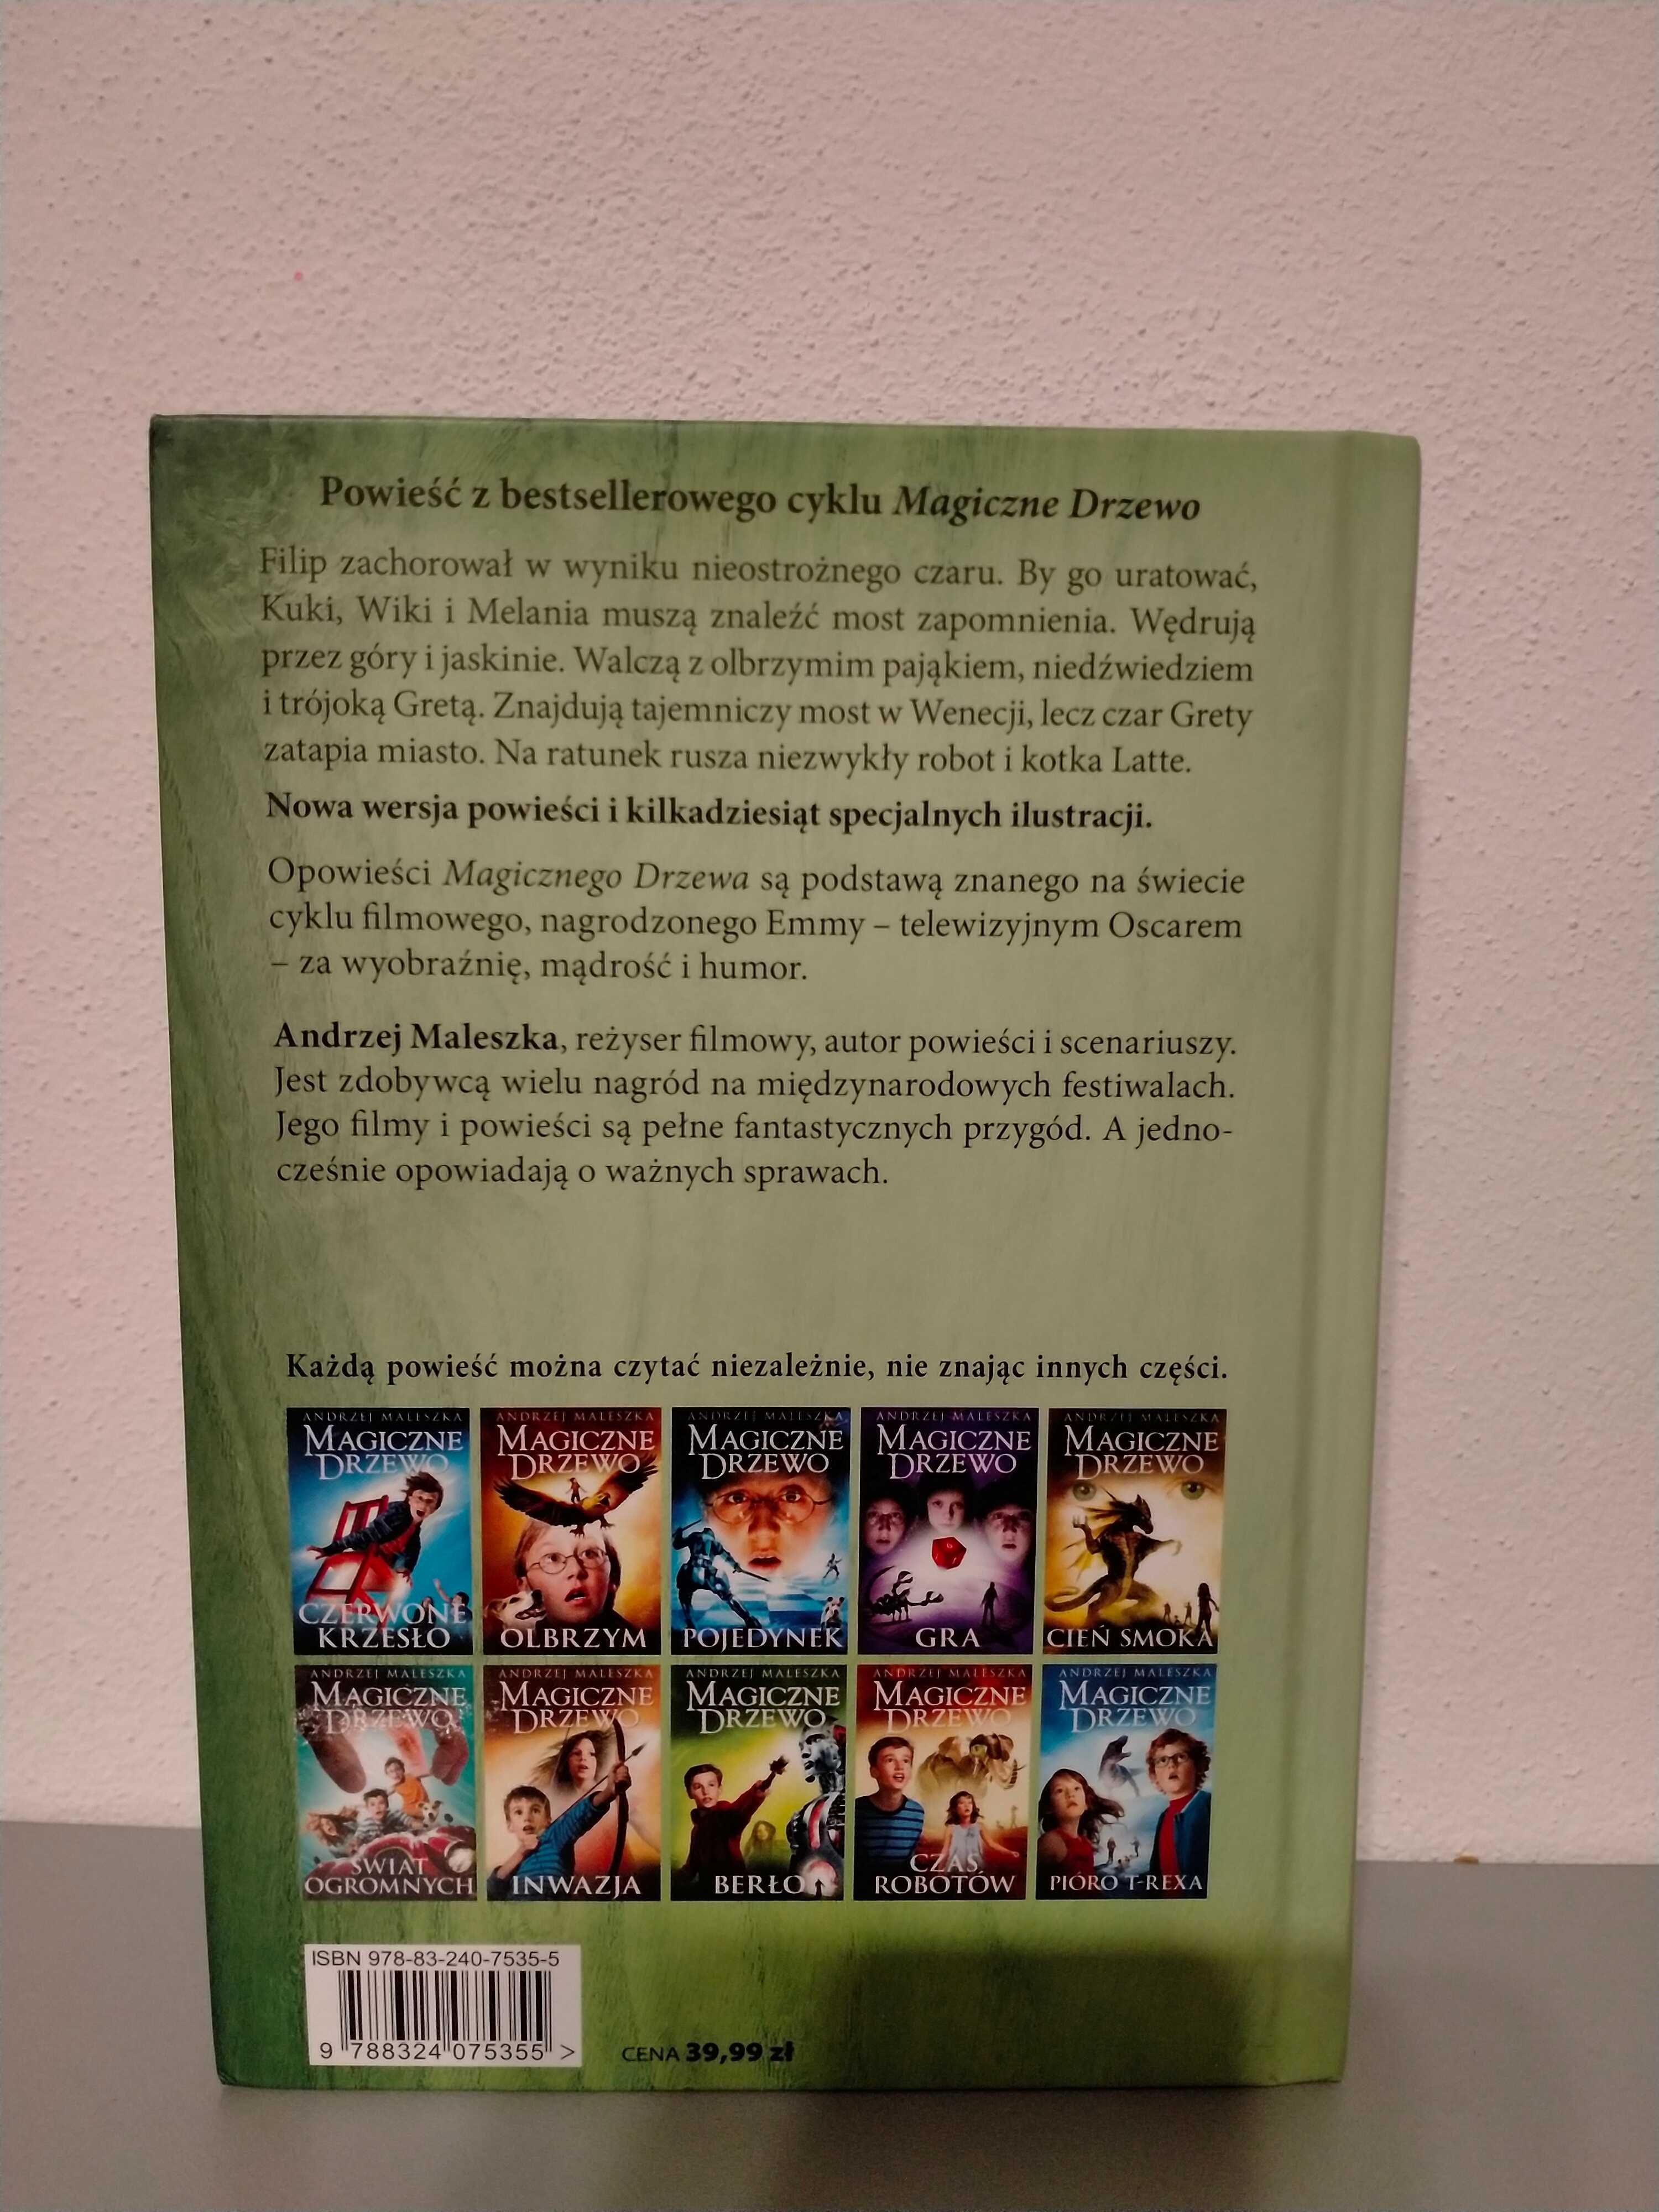 Powieść z bestsellerowego cyklu Magiczne Drzewo
Filip zachorował w wyniku nieostrożnego czaru. By go uratować,
Kuki, Wiki i Melania muszą znaleźć most zapomnienia. Wędrują
przez góry i jaskinie. Walczą z olbrzymim pająkiem, niedźwiedziem
i trójoką Gretą. Znajdują tajemniczy most w Wenecji, lecz czar Grety
zatapia miasto. Na ratunek rusza niezwykły robot i kotka Latte.
Nowa wersja powieści i kilkadziesiąt specjalnych ilustracji.
Opowieści Magicznego Drzewa są podstawą znanego na świecie
cyklu filmowego, nagrodzonego Emmy – telewizyjnym Oscarem
– za wyobraźnię, mądrość i humor.
Andrzej Maleszka, reżyser filmowy, autor powieści i scenariuszy.
Jest zdobywcą wielu nagród na międzynarodowych festiwalach.
Jego filmy i powieści są pełne fantastycznych przygód. A jedno-
cześnie opowiadają o ważnych sprawach.
Każdą powieść można czytać niezależnie, nie znając innych części.
ANDRZEJ MALESZKA
MAGICZNE
DRZEWO
CZERWONE
KRZESŁO
ANDRZEJ MALESZKA
MAGICZNE
DRZEWO
OLBRZYM
ANDRZEJ MALESZKA
MAGICZNE
DRZEWO
POJEDYNEK
ANDRZEJ MALESZKA
MAGICZNE
DRZEWO
GRA
ANDRZEJ MALESZKA
MAGICZNE
DRZEWO
CIEŃ SMOKA
ANDRZEJ MALESZKA
MAGICZNE
DRZEWO
ŚWIAT
OGROMNYCH
ANDRZEJ MALESZKA
MAGICZNE
DRZEWO
INWAZJA
ANDRZEJ MALESZKA
MAGICZNE
DRZEWO
BERŁO
ANDRZEJ MALESZKA
MAGICZNE
DRZEWO
CZAS
ROBOTÓW
ANDRZEJ MALESZKA
MAGICZNE
DRZEWO
PIÓRO T-REXA
ISBN 978-83-240-7535-5
9 788324 075355 >
CENA 39,99 zł